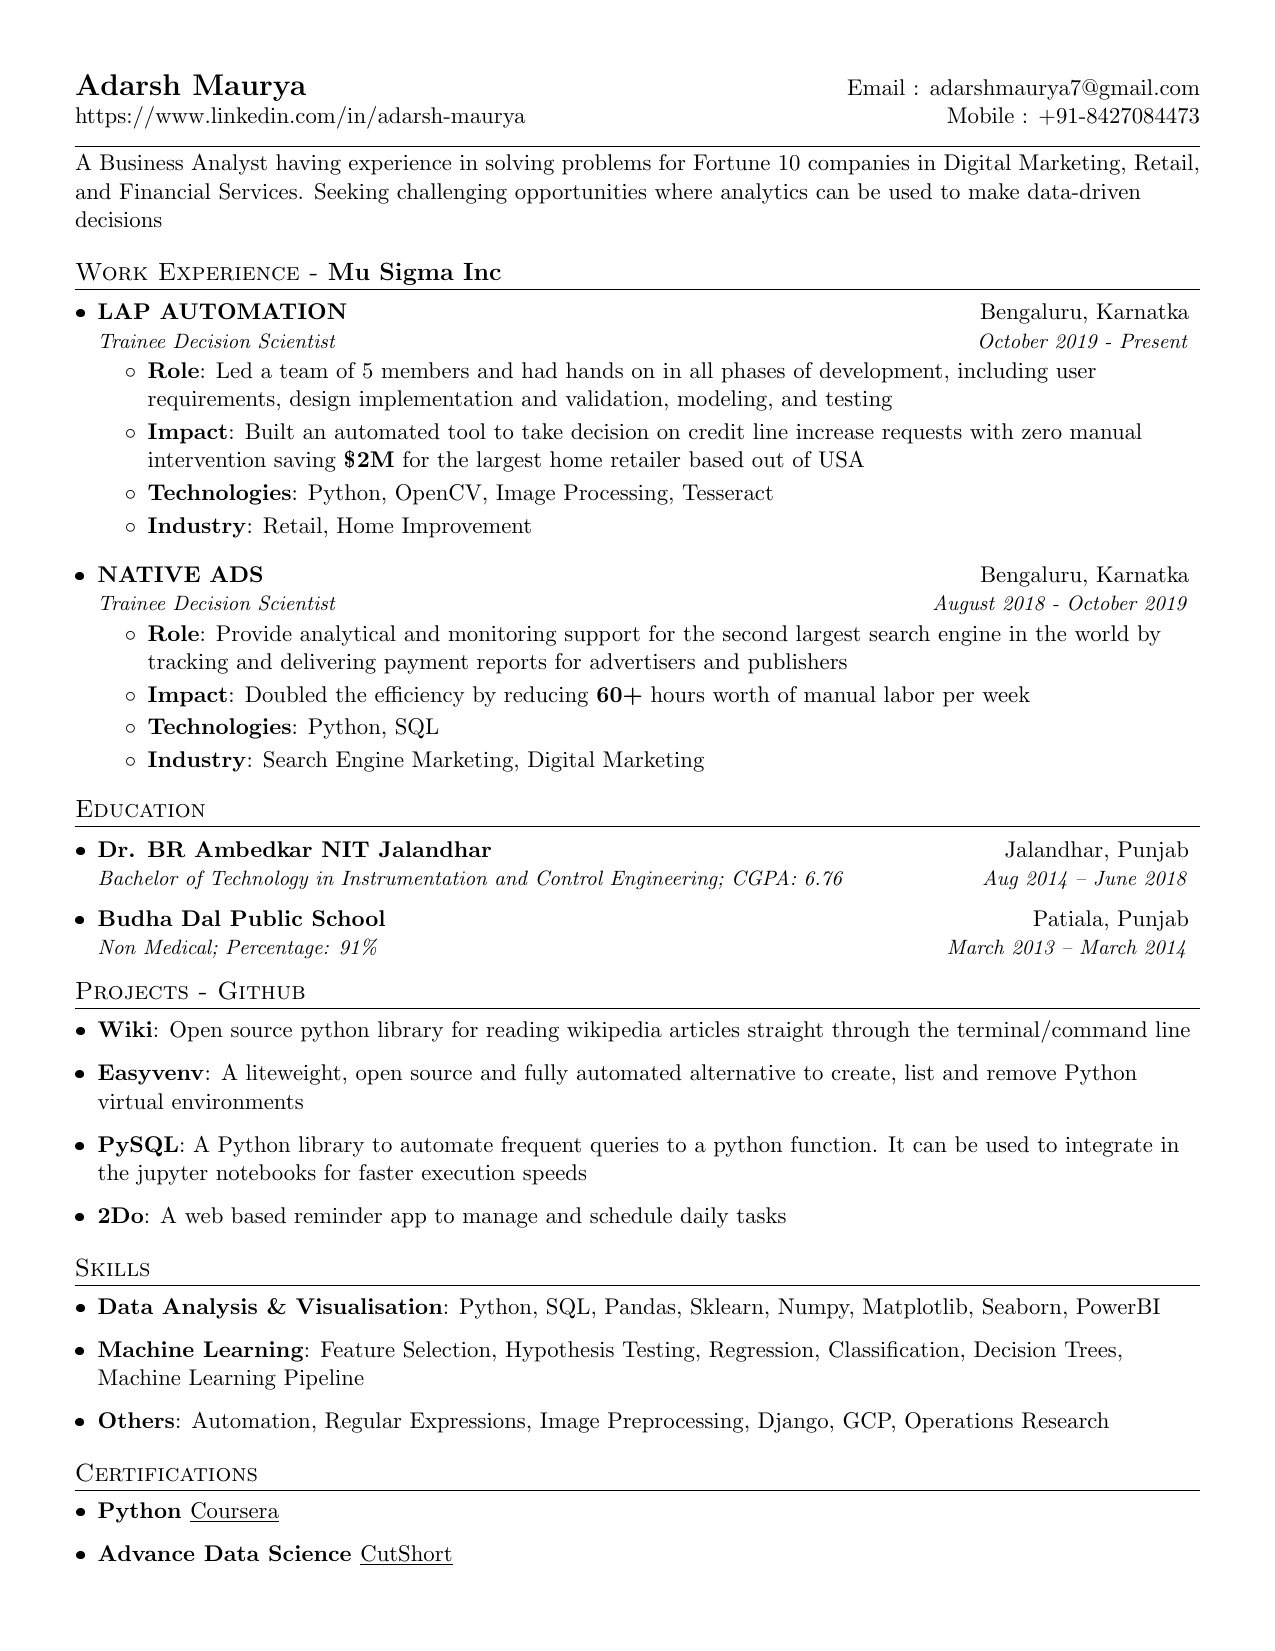 Adarsh Maurya
Email : adarshmaurya7@gmail.com
https://www.linkedin.com/in/adarsh-maurya
Mobile : +91-8427084473
A Business Analyst having experience in solving problems for Fortune 10 companies in Digital Marketing, Retail,
and Financial Services. Seeking challenging opportunities where analytics can be used to make data-driven
decisions
Work Experience - Mu Sigma Inc
• LAP AUTOMATION Bengaluru, Karnatka
Trainee Decision Scientist October 2019 - Present
◦ Role: Led a team of 5 members and had hands on in all phases of development, including user
requirements, design implementation and validation, modeling, and testing
◦ Impact: Built an automated tool to take decision on credit line increase requests with zero manual
intervention saving $2M for the largest home retailer based out of USA
◦ Technologies: Python, OpenCV, Image Processing, Tesseract
◦ Industry: Retail, Home Improvement
• NATIVE ADS Bengaluru, Karnatka
Trainee Decision Scientist August 2018 - October 2019
◦ Role: Provide analytical and monitoring support for the second largest search engine in the world by
tracking and delivering payment reports for advertisers and publishers
◦ Impact: Doubled the efficiency by reducing 60+ hours worth of manual labor per week
◦ Technologies: Python, SQL
◦ Industry: Search Engine Marketing, Digital Marketing
Education
• Dr. BR Ambedkar NIT Jalandhar Jalandhar, Punjab
Bachelor of Technology in Instrumentation and Control Engineering; CGPA: 6.76 Aug 2014 – June 2018
• Budha Dal Public School Patiala, Punjab
Non Medical; Percentage: 91% March 2013 – March 2014
Projects - Github
• Wiki: Open source python library for reading wikipedia articles straight through the terminal/command line
• Easyvenv: A liteweight, open source and fully automated alternative to create, list and remove Python
virtual environments
• PySQL: A Python library to automate frequent queries to a python function. It can be used to integrate in
the jupyter notebooks for faster execution speeds
• 2Do: A web based reminder app to manage and schedule daily tasks
Skills
• Data Analysis & Visualisation: Python, SQL, Pandas, Sklearn, Numpy, Matplotlib, Seaborn, PowerBI
• Machine Learning: Feature Selection, Hypothesis Testing, Regression, Classification, Decision Trees,
Machine Learning Pipeline
• Others: Automation, Regular Expressions, Image Preprocessing, Django, GCP, Operations Research
Certifications
• Python Coursera
• Advance Data Science CutShort